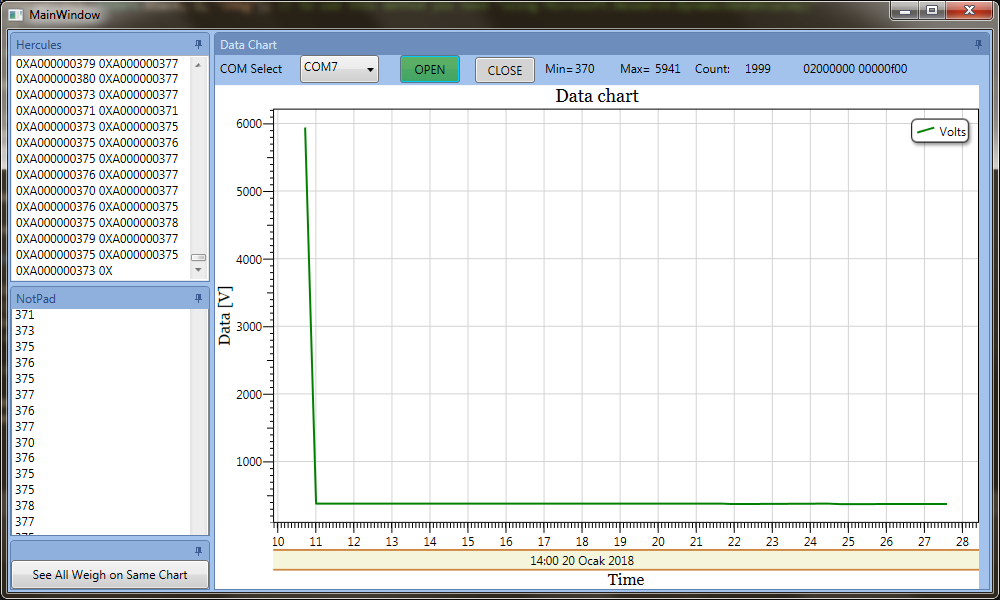 MainWindow
Hercules
0XA000000379 0XA000000377
0XA000000380 0XA000000377
0XA000000373 0XA000000377
0XA000000371 0XA000000371
0XA000000373 0XA000000375
0XA000000375 0XA000000376
0XA000000375 0XA000000377
0XA000000376 0XA000000377
0XA000000370 0XA000000377
0XA000000376 0XA000000375
0XA000000375 0XA000000378
0XA000000379 0XA000000377
0XA000000375 0XA000000375
0XA000000373 0X
NotPad
371
373
375
376
375
377
376
377
370
376
375
375
378
377
See All Weigh on Same Chart
Data Chart
COM Select COM7 OPEN CLOSE Min= 370 Max= 5941 Count: 1999 02000000 00000f00
Data chart
Volts
Data [V]
6000
5000
4000
3000
2000
1000
10 11 12 13 14 15 16 17 18 19 20 21 22 23 24 25 26 27 28
14:00 20 Ocak 2018
Time